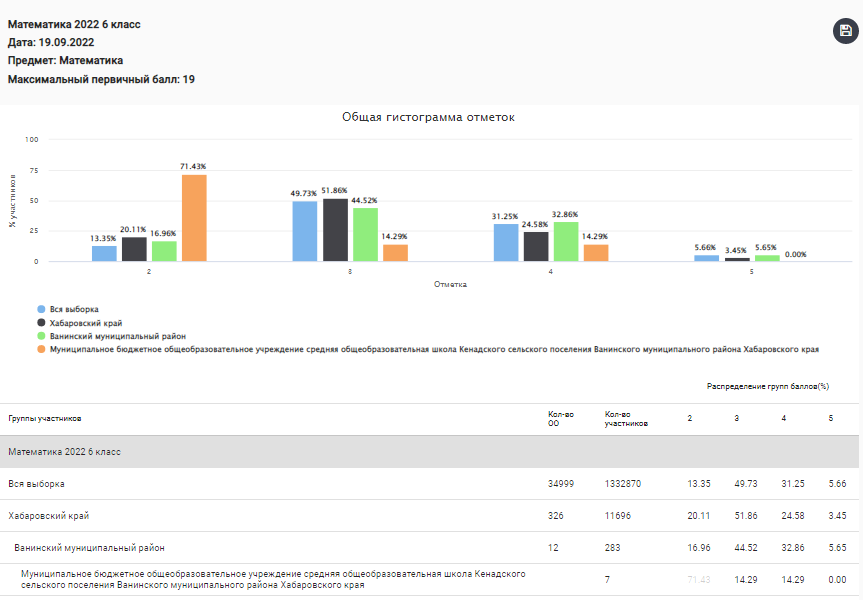 Математика 2022 6 класс
Дата: 19.09.2022
Предмет: Математика
Максимальный первичный балл: 19
Общая гистограмма отметок
% участников
100
75
50
25
0
13.35% 20.11% 16.96% 71.43%
49.73% 51.86% 44.52% 14.29%
31.25% 24.58% 32.86% 14.29%
5.66% 3.45% 5.65% 0.00%
2 3 4 5
Отметка
Вся выборка
Хабаровский край
Ванинский муниципальный район
Муниципальное бюджетное общеобразовательное учреждение средняя общеобразовательная школа Кенадского сельского поселения Ванинского муниципального района Хабаровского края
Распределение групп баллов(%)
Группы участников Кол-во ОО Кол-во участников 2 3 4 5
Математика 2022 6 класс
Вся выборка 34999 1332870 13.35 49.73 31.25 5.66
Хабаровский край 326 11696 20.11 51.86 24.58 3.45
Ванинский муниципальный район 12 283 16.96 44.52 32.86 5.65
Муниципальное бюджетное общеобразовательное учреждение средняя общеобразовательная школа Кенадского
сельского поселения Ванинского муниципального района Хабаровского края 7 71.43 14.29 14.29 0.00